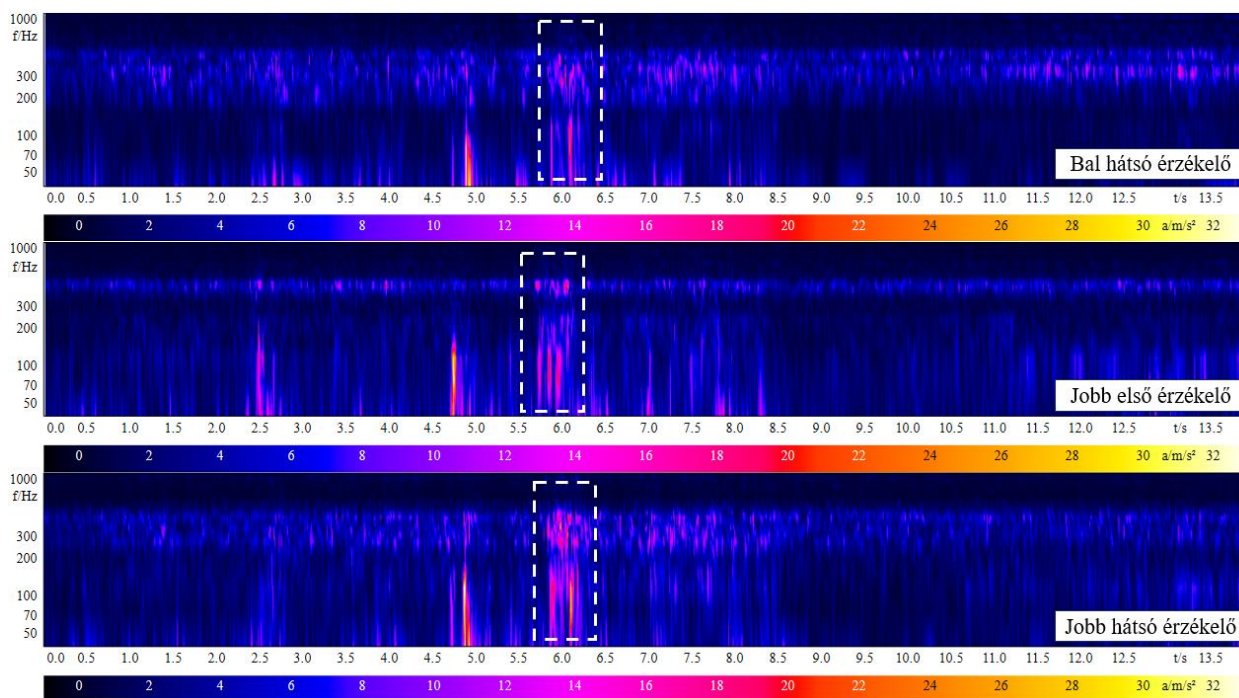 1000
f/Hz
300
200
100
70
50
Bal hátsó érzékelő
0.0 0.5 1.0 1.5 2.0 2.5 3.0 3.5 4.0 4.5 5.0 5.5 6.0 6.5 7.0 7.5 8.0 8.5 9.0 9.5 10.0 10.5 11.0 11.5 12.0 12.5 t/s 13.5
0 2 4 6 8 10 12 14 16 18 20 22 24 26 28 30 a/m/s² 32
1000
f/Hz
300
200
100
70
50
Jobb első érzékelő
0.0 0.5 1.0 1.5 2.0 2.5 3.0 3.5 4.0 4.5 5.0 5.5 6.0 6.5 7.0 7.5 8.0 8.5 9.0 9.5 10.0 10.5 11.0 11.5 12.0 12.5 t/s 13.5
0 2 4 6 8 10 12 14 16 18 20 22 24 26 28 30 a/m/s² 32
1000
f/Hz
300
200
100
70
50
Jobb hátsó érzékelő
0.0 0.5 1.0 1.5 2.0 2.5 3.0 3.5 4.0 4.5 5.0 5.5 6.0 6.5 7.0 7.5 8.0 8.5 9.0 9.5 10.0 10.5 11.0 11.5 12.0 12.5 t/s 13.5
0 2 4 6 8 10 12 14 16 18 20 22 24 26 28 30 a/m/s² 32